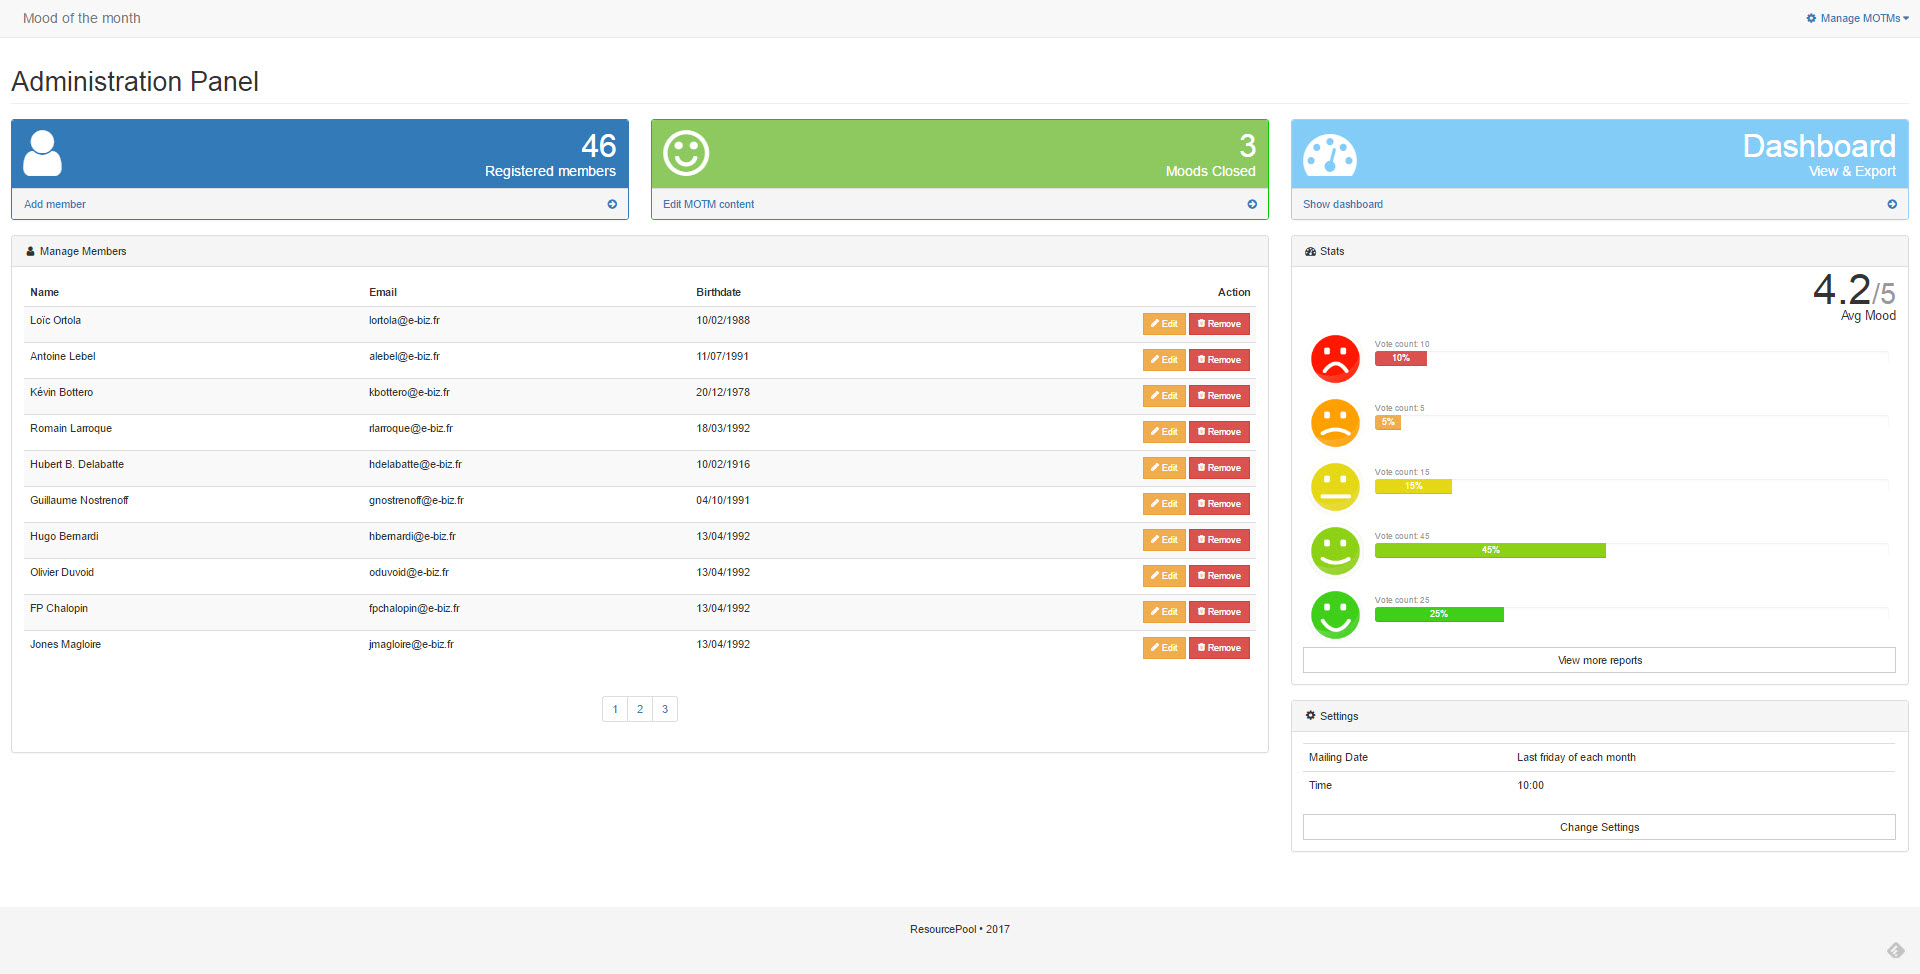 Mood of the month
Manage MOTMs
Administration Panel
46
Registered members
Add member
3
Moods Closed
Edit MOTM content
Dashboard
View & Export
Show dashboard
Manage Members
Name Email Birthdate Action
Loïc Ortola lortola@e-biz.fr 10/02/1988 Edit Remove
Antoine Lebel alebel@e-biz.fr 11/07/1991 Edit Remove
Kévin Bottero kbottero@e-biz.fr 20/12/1978 Edit Remove
Romain Larroque rlarroque@e-biz.fr 18/03/1992 Edit Remove
Hubert B. Delabatte hdelabatte@e-biz.fr 10/02/1916 Edit Remove
Guillaume Nostrenoff gnostrenoff@e-biz.fr 04/10/1991 Edit Remove
Hugo Bernardi hbernardi@e-biz.fr 13/04/1992 Edit Remove
Olivier Duvoid oduvoid@e-biz.fr 13/04/1992 Edit Remove
FP Chalopin fpchalopin@e-biz.fr 13/04/1992 Edit Remove
Jones Magloire jmagloire@e-biz.fr 13/04/1992 Edit Remove
1 2 3
Stats
4.2/5
Avg Mood
Vote count: 10
10%
Vote count: 5
5%
Vote count: 15
15%
Vote count: 45
45%
Vote count: 25
25%
View more reports
Settings
Mailing Date Last friday of each month
Time 10:00
Change Settings
ResourcePool • 2017